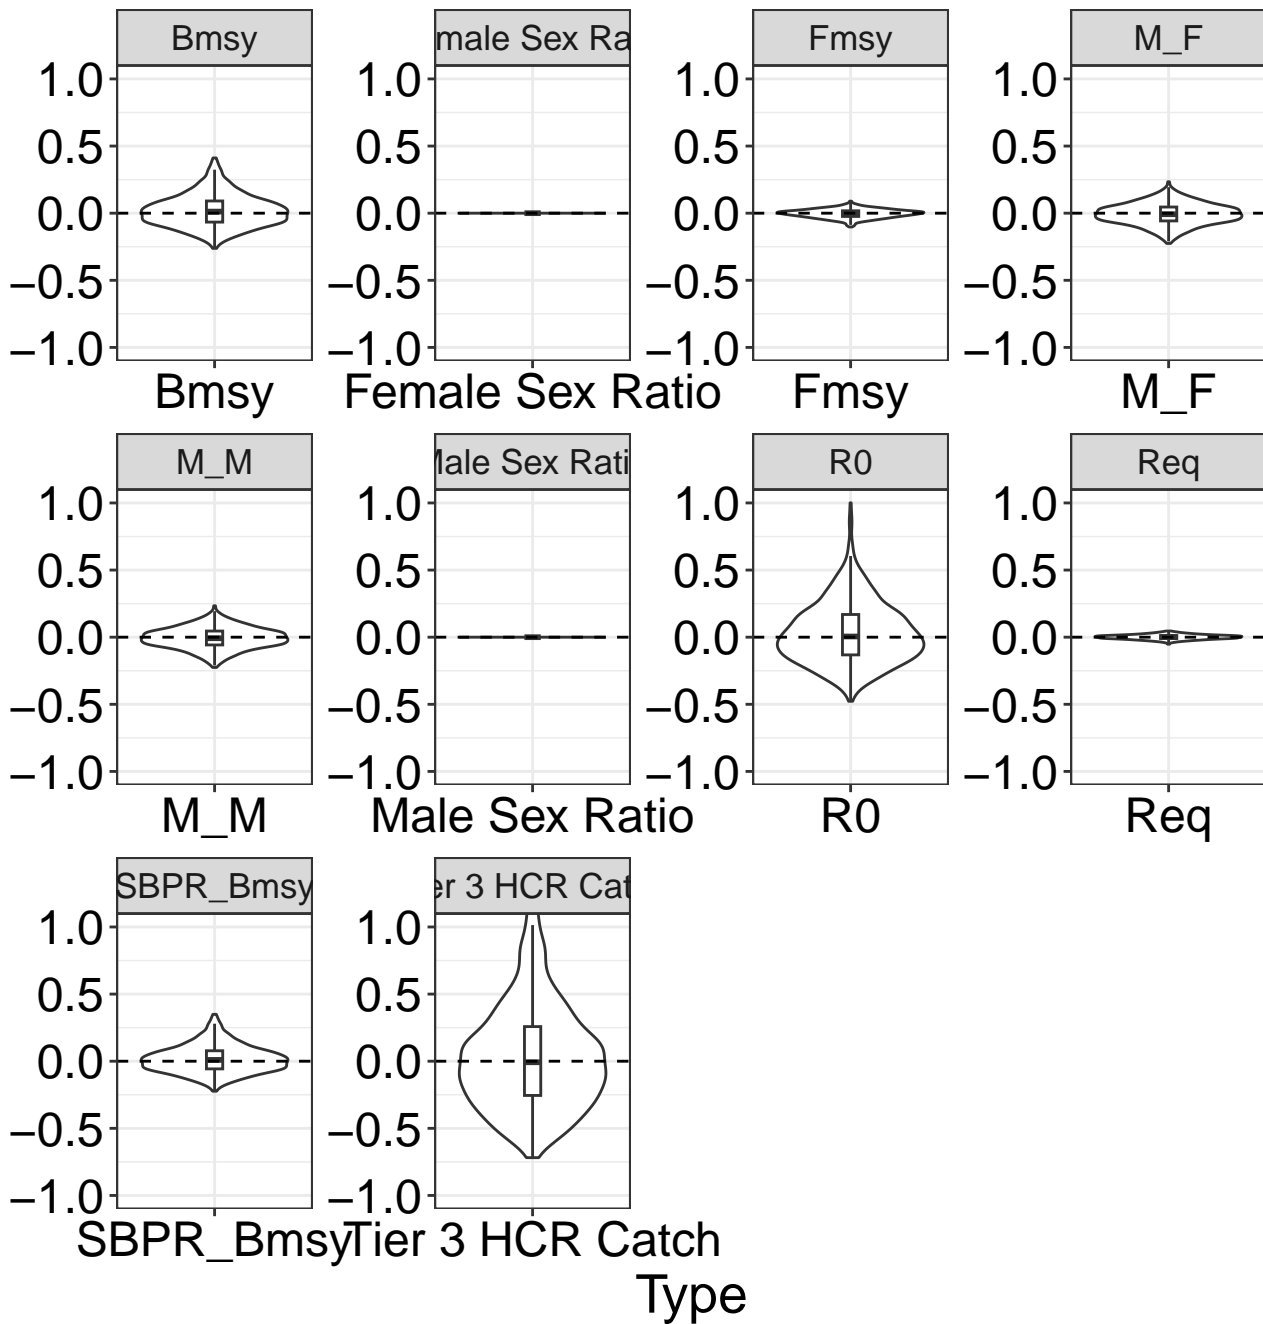 Bmsy male Sex Ra Fmsy M_F
1.0 1.0 1.0 1.0
0.5 0.5 0.5 0.5
0.0 0.0 0.0 0.0
−0.5 −0.5 −0.5 −0.5
−1.0 −1.0 −1.0 −1.0
Bmsy Female Sex Ratio Fmsy M_F
M_M Male Sex Rati R0 Req
1.0 1.0 1.0 1.0
0.5 0.5 0.5 0.5
0.0 0.0 0.0 0.0
−0.5 −0.5 −0.5 −0.5
−1.0 −1.0 −1.0 −1.0
M_M Male Sex Ratio R0 Req
SBPR_Bmsy er 3 HCR Cat
1.0 1.0
0.5 0.5
0.0 0.0
−0.5 −0.5
−1.0 −1.0
SBPR_Bmsy Tier 3 HCR Catch
Type